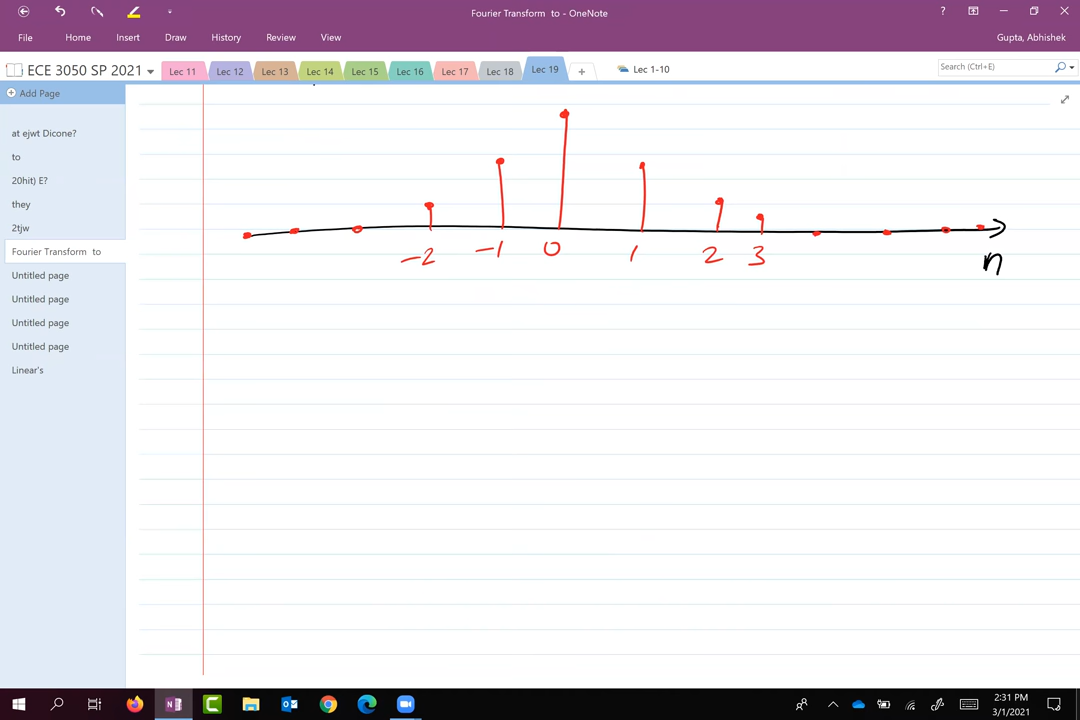 Fourier Transform to - OneNote
?
File Home Insert Draw History Review View
Gupta, Abhishek
ECE 3050 SP 2021
Lec 11 Lec 12 Lec 13 Lec 14 Lec 15 Lec 16 Lec 17 Lec 18 Lec 19 + Lec 1-10
Search (Ctrl+E)
Add Page
at ejwt Dicone?
to
20hit) E?
they
2tjw
Fourier Transform to
Untitled page
Untitled page
Untitled page
Untitled page
Linear's
-2 -1 0 1 2 3
n
2:31 PM
3/1/2021